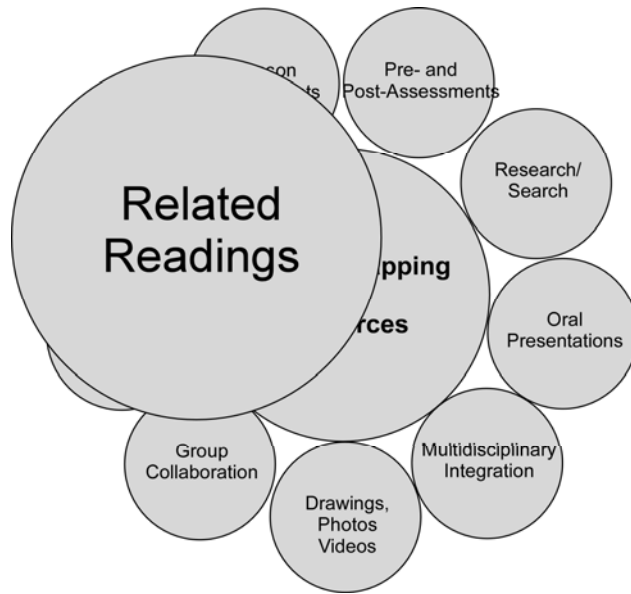 Pre- and
Post-Assessments
Research/
Search
Related
Readings
Oral
Presentations
Group
Collaboration
Multidisciplinary
Integration
Drawings,
Photos
Videos